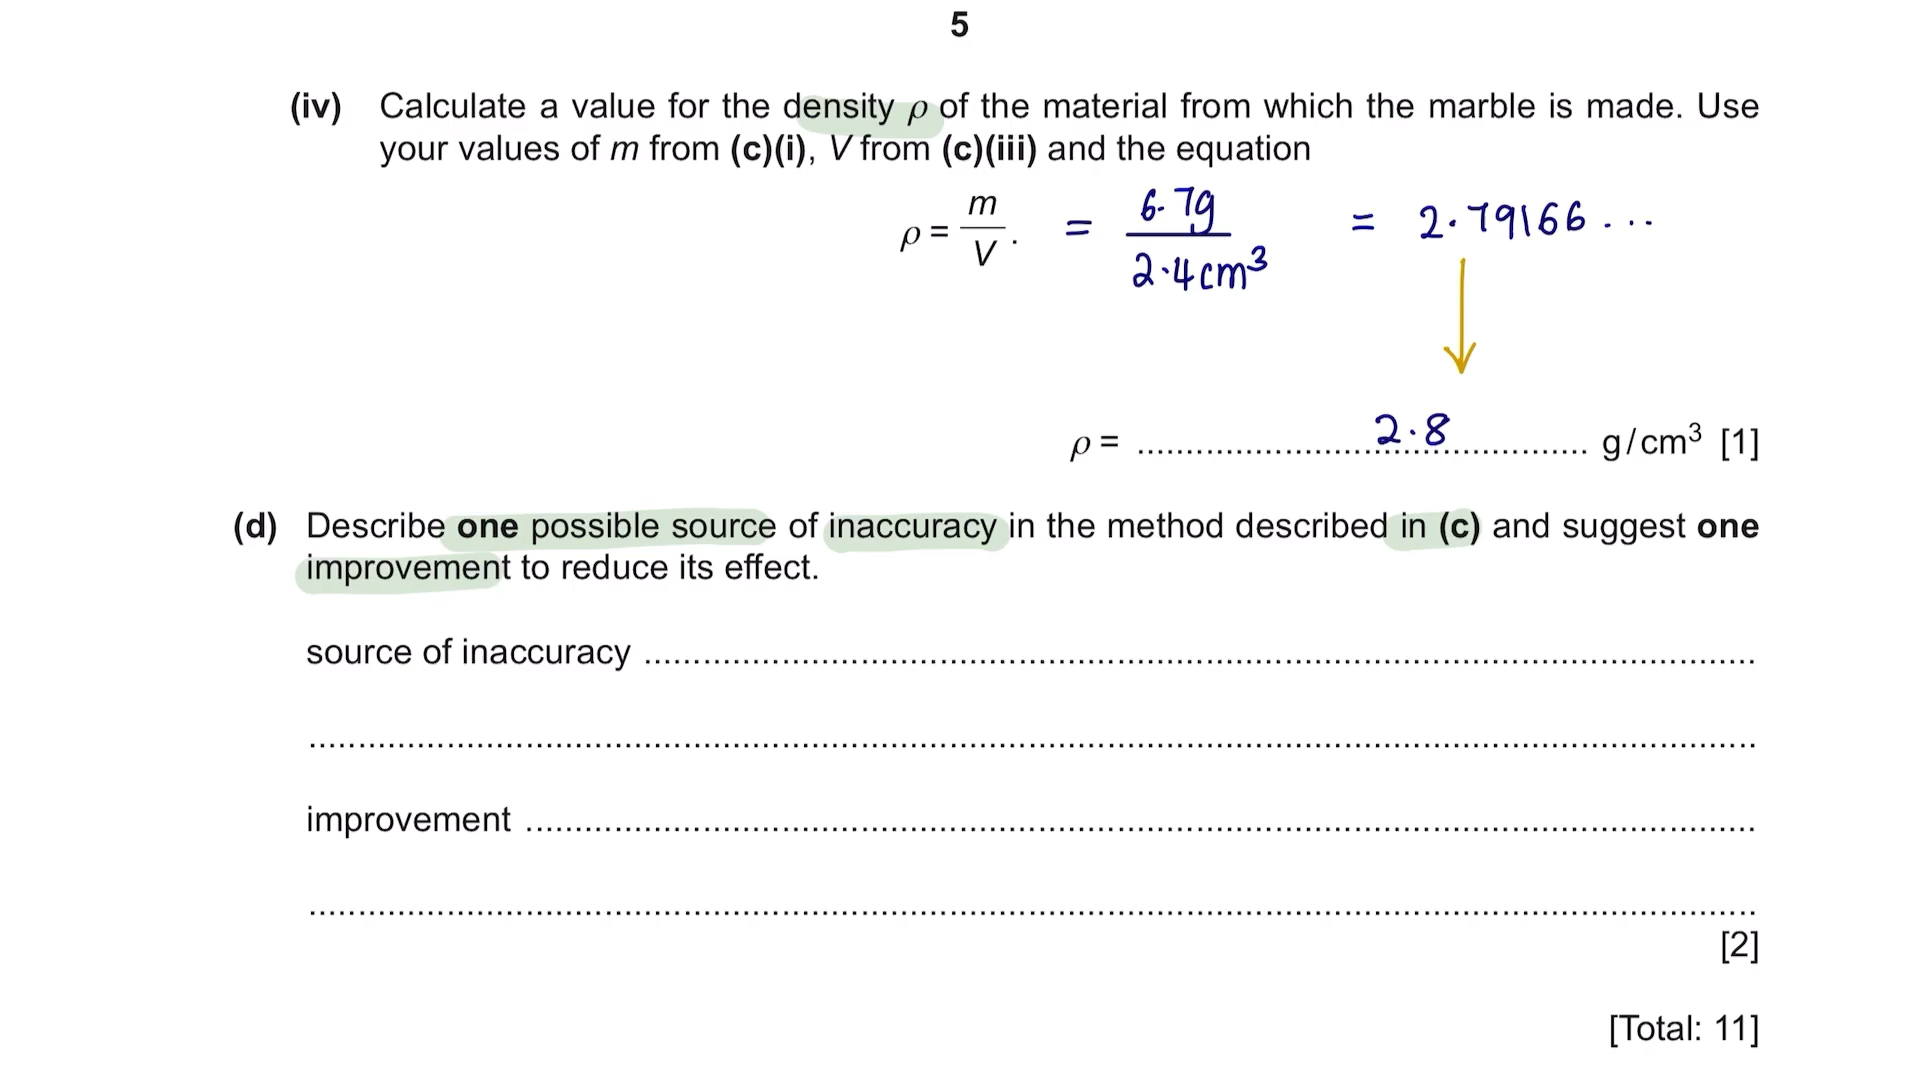 5
(iv) Calculate a value for the density ρ of the material from which the marble is made. Use
your values of m from (c)(i), V from (c)(iii) and the equation
ρ = m/V. = 6.7g/2.4cm³ = 2.79166...
ρ = ........ 2.8 ........ g/cm³ [1]
(d) Describe one possible source of inaccuracy in the method described in (c) and suggest one
improvement to reduce its effect.
source of inaccuracy ........
........
improvement ........
........
[2]
[Total: 11]